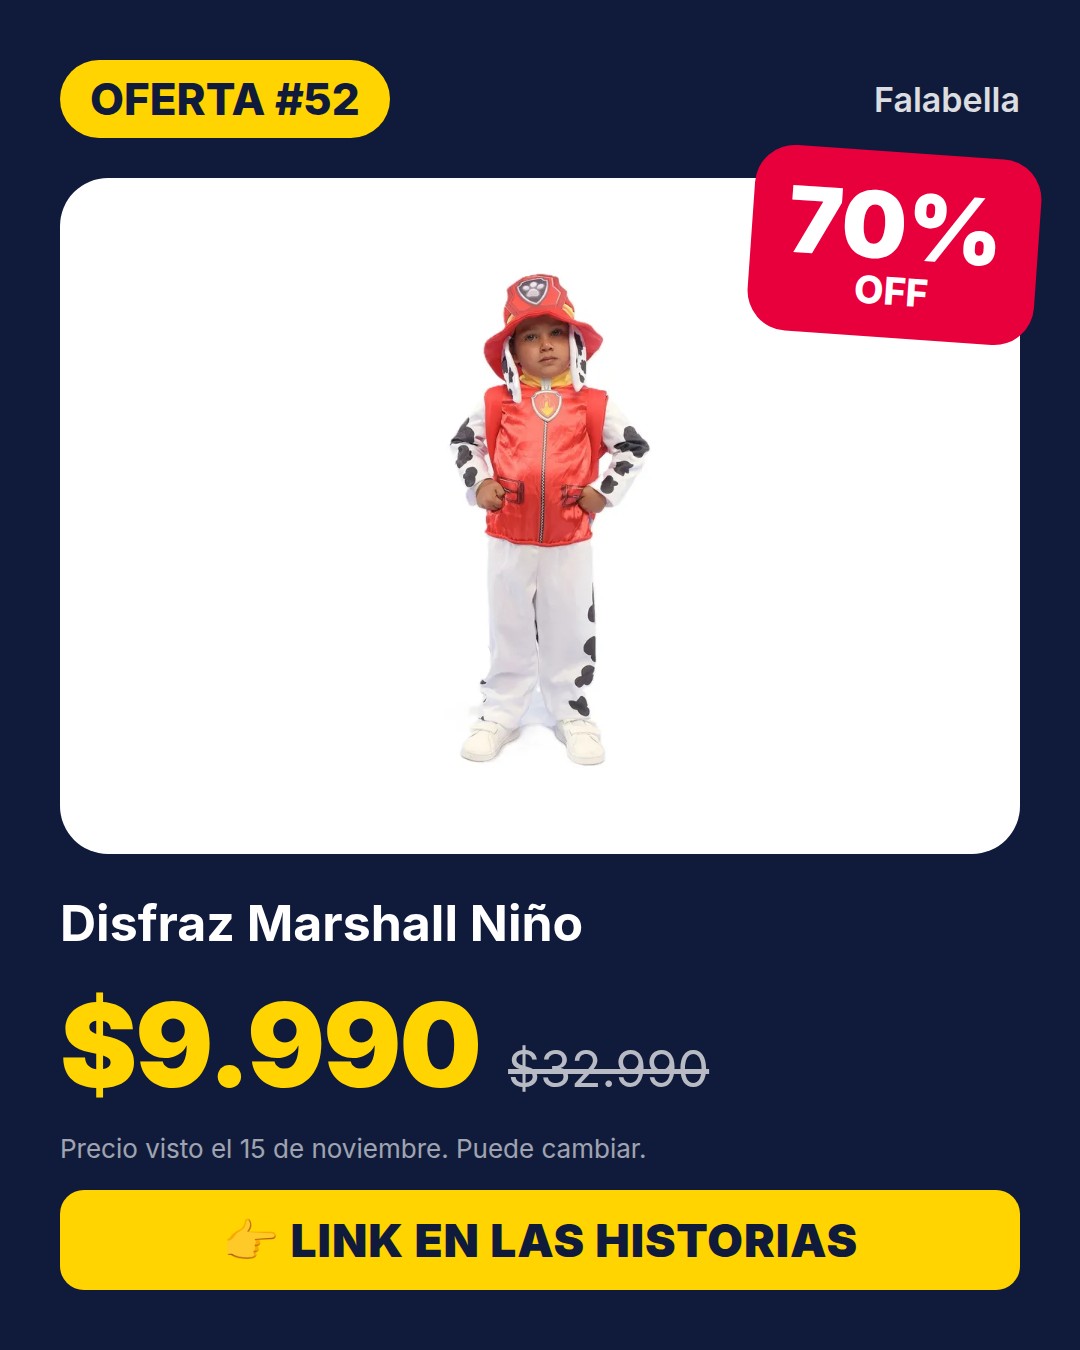 OFERTA #52
Falabella
70%
OFF
Disfraz Marshall Niño
$9.990 $32.990
Precio visto el 15 de noviembre. Puede cambiar.
👉 LINK EN LAS HISTORIAS